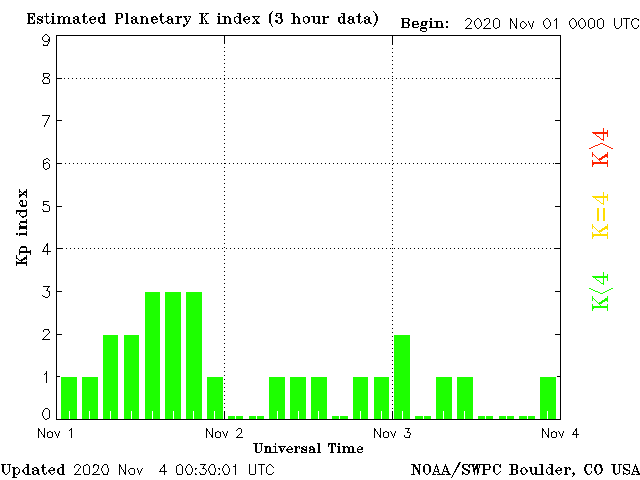 Estimated Planetary K index (3 hour data) Begin: 2020 Nov 01 0000 UTC
9
8
7
6
5
4
3
2
1
0
Kp index
K>4
K=4
K<4
Nov 1 Nov 2 Nov 3 Nov 4
Universal Time
Updated 2020 Nov 4 00:30:01 UTC NOAA/SWPC Boulder, CO USA